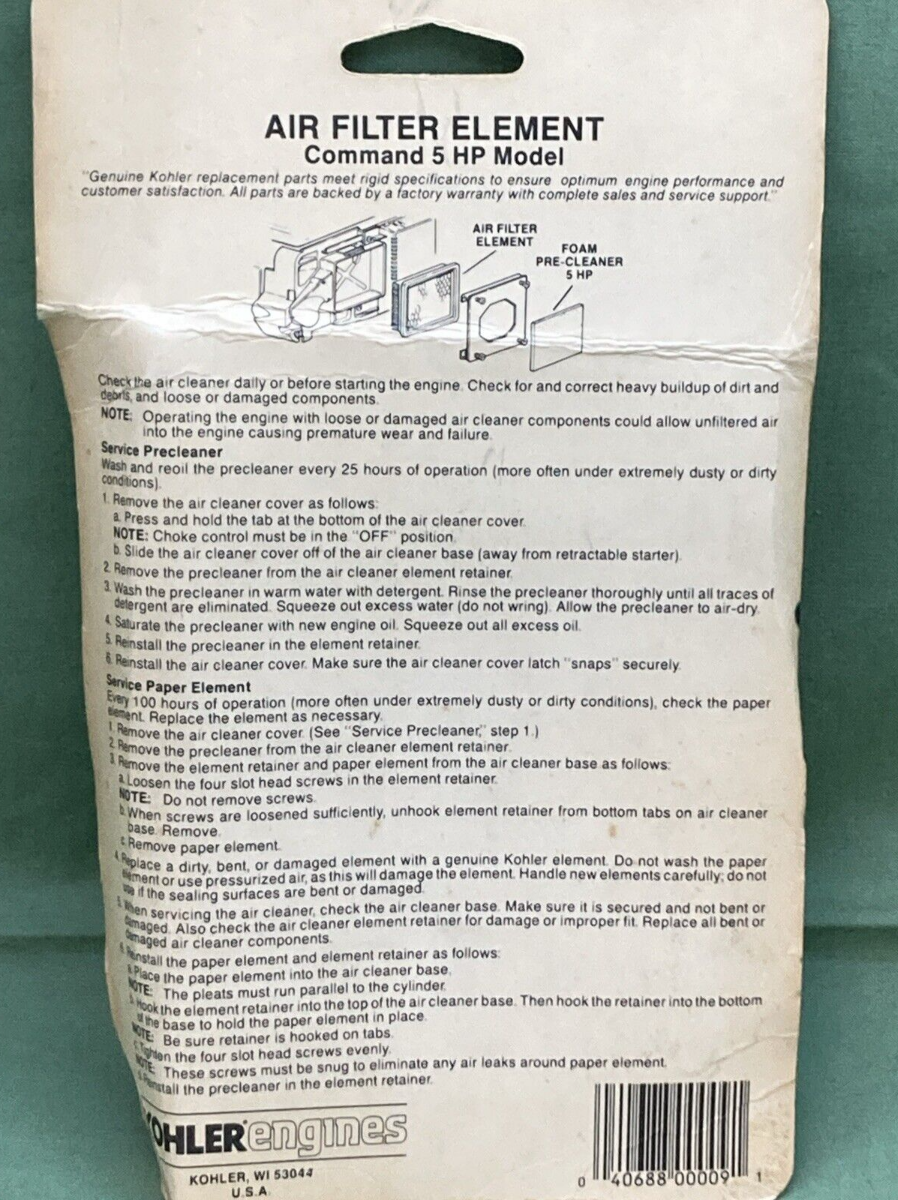 AIR FILTER ELEMENT
Command 5 HP Model
"Genuine Kohler replacement parts meet rigid specifications to ensure optimum engine performance and
customer satisfaction. All parts are backed by a factory warranty with complete sales and service support."
AIR FILTER
ELEMENT
FOAM
PRE-CLEANER
5 HP
Check the air cleaner daily or before starting the engine. Check for and correct heavy buildup of dirt and
debris, and loose or damaged components.
NOTE: Operating the engine with loose or damaged air cleaner components could allow unfiltered air
into the engine causing premature wear and failure.
Service Precleaner
Wash and reoil the precleaner every 25 hours of operation (more often under extremely dusty or dirty
conditions).
1. Remove the air cleaner cover as follows:
a. Press and hold the tab at the bottom of the air cleaner cover.
NOTE: Choke control must be in the "OFF" position.
b. Slide the air cleaner cover off of the air cleaner base (away from retractable starter).
2. Remove the precleaner from the air cleaner element retainer.
3. Wash the precleaner in warm water with detergent. Rinse the precleaner thoroughly until all traces of
detergent are eliminated. Squeeze out excess water (do not wring). Allow the precleaner to air-dry.
4. Saturate the precleaner with new engine oil. Squeeze out all excess oil.
5. Reinstall the precleaner in the element retainer.
6. Reinstall the air cleaner cover. Make sure the air cleaner cover latch "snaps" securely.
Service Paper Element
Every 100 hours of operation (more often under extremely dusty or dirty conditions), check the paper
element. Replace the element as necessary.
1. Remove the air cleaner cover. (See "Service Precleaner," step 1.)
2. Remove the precleaner from the air cleaner element retainer.
3. Remove the element retainer and paper element from the air cleaner base as follows:
a. Loosen the four slot head screws in the element retainer.
NOTE: Do not remove screws.
b. When screws are loosened sufficiently, unhook element retainer from bottom tabs on air cleaner
base. Remove.
c. Remove paper element.
4. Replace a dirty, bent, or damaged element with a genuine Kohler element. Do not wash the paper
element or use pressurized air, as this will damage the element. Handle new elements carefully; do not
use if the sealing surfaces are bent or damaged.
5. When servicing the air cleaner, check the air cleaner base. Make sure it is secured and not bent or
damaged. Also check the air cleaner element retainer for damage or improper fit. Replace all bent or
damaged air cleaner components.
6. Reinstall the paper element and element retainer as follows:
a. Place the paper element into the air cleaner base.
NOTE: The pleats must run parallel to the cylinder.
b. Hook the element retainer into the top of the air cleaner base. Then hook the retainer into the bottom
of the base to hold the paper element in place.
NOTE: Be sure retainer is hooked on tabs.
c. Tighten the four slot head screws evenly.
NOTE: These screws must be snug to eliminate any air leaks around paper element.
Reinstall the precleaner in the element retainer.
KOHLER engines
KOHLER, WI 53044
U.S.A.
0 40688 00009 1